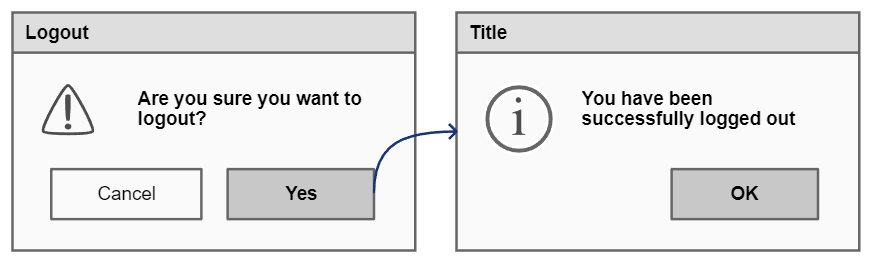 Logout
Are you sure you want to
logout?
Cancel
Yes
Title
i
You have been
successfully logged out
OK